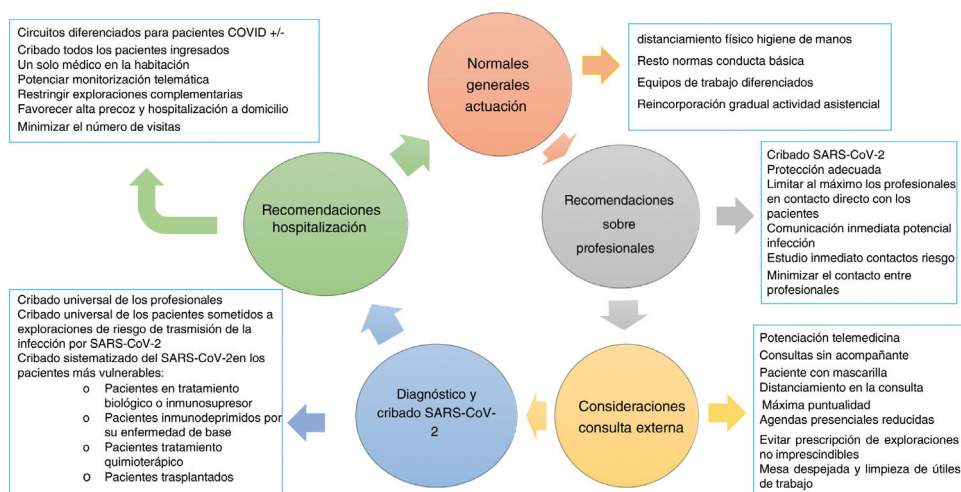 Circuitos diferenciados para pacientes COVID +/-
Cribado todos los pacientes ingresados
Un solo médico en la habitación
Potenciar monitorización telemática
Restringir exploraciones complementarias
Favorecer alta precoz y hospitalización a domicilio
Minimizar el número de visitas
Normales
generales
actuación
distanciamiento físico higiene de manos
Resto normas conducta básica
Equipos de trabajo diferenciados
Reincorporación gradual actividad asistencial
Recomendaciones
hospitalización
Recomendaciones
sobre
profesionales
Cribado SARS-CoV-2
Protección adecuada
Limitar al máximo los profesionales
en contacto directo con los
pacientes
Comunicación inmediata potencial
infección
Estudio inmediato contactos riesgo
Minimizar el contacto entre
profesionales
Cribado universal de los profesionales
Cribado universal de los pacientes sometidos a
exploraciones de riesgo de trasmisión de la
infección por SARS-CoV-2
Cribado sistematizado del SARS-CoV-2en los
pacientes más vulnerables:
o Pacientes en tratamiento
biológico o inmunosupresor
o Pacientes inmunodeprimidos por
su enfermedad de base
o Pacientes tratamiento
quimioterápico
o Pacientes trasplantados
Diagnóstico y
cribado SARS-CoV-
2
Consideraciones
consulta externa
Potenciación telemedicina
Consultas sin acompañante
Paciente con mascarilla
Distanciamiento en la consulta
Máxima puntualidad
Agendas presenciales reducidas
Evitar prescripción de exploraciones
no imprescindibles
Mesa despejada y limpieza de útiles
de trabajo